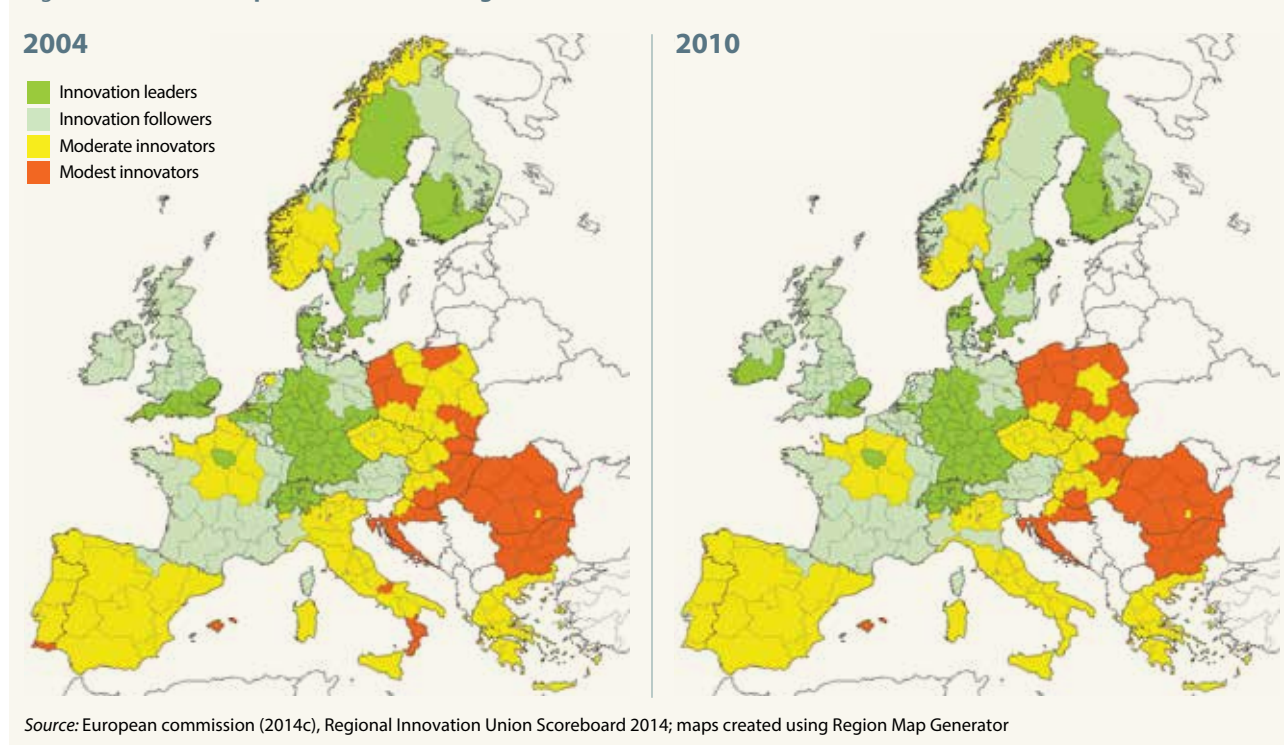 2004
2010
Innovation leaders
Innovation followers
Moderate innovators
Modest innovators
Source: European commission (2014c), Regional Innovation Union Scoreboard 2014; maps created using Region Map Generator